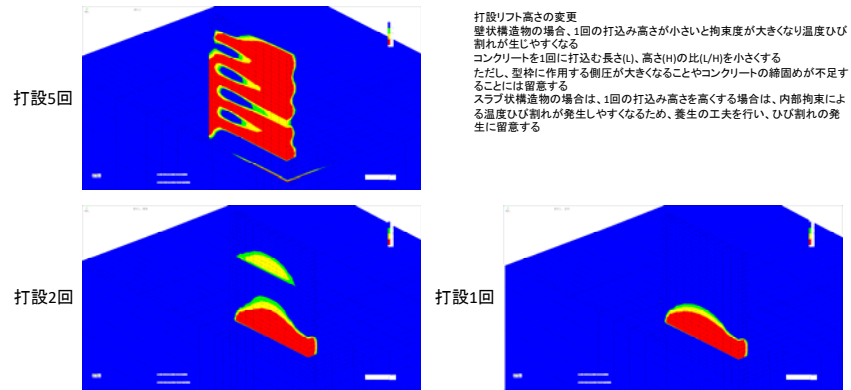 打設リフト高さの変更
壁状構造物の場合、1回の打込み高さが小さいと拘束度が大きくなり温度ひび
割れが生じやすくなる
コンクリートを1回に打込む長さ(L)、高さ(H)の比(L/H)を小さくする
ただし、型枠に作用する側圧が大きくなることやコンクリートの締固めが不足す
ることには留意する
スラブ状構造物の場合は、1回の打込み高さを高くする場合は、内部拘束によ
る温度ひび割れが発生しやすくなるため、養生の工夫を行い、ひび割れの発
生に留意する
打設5回
打設2回
打設1回